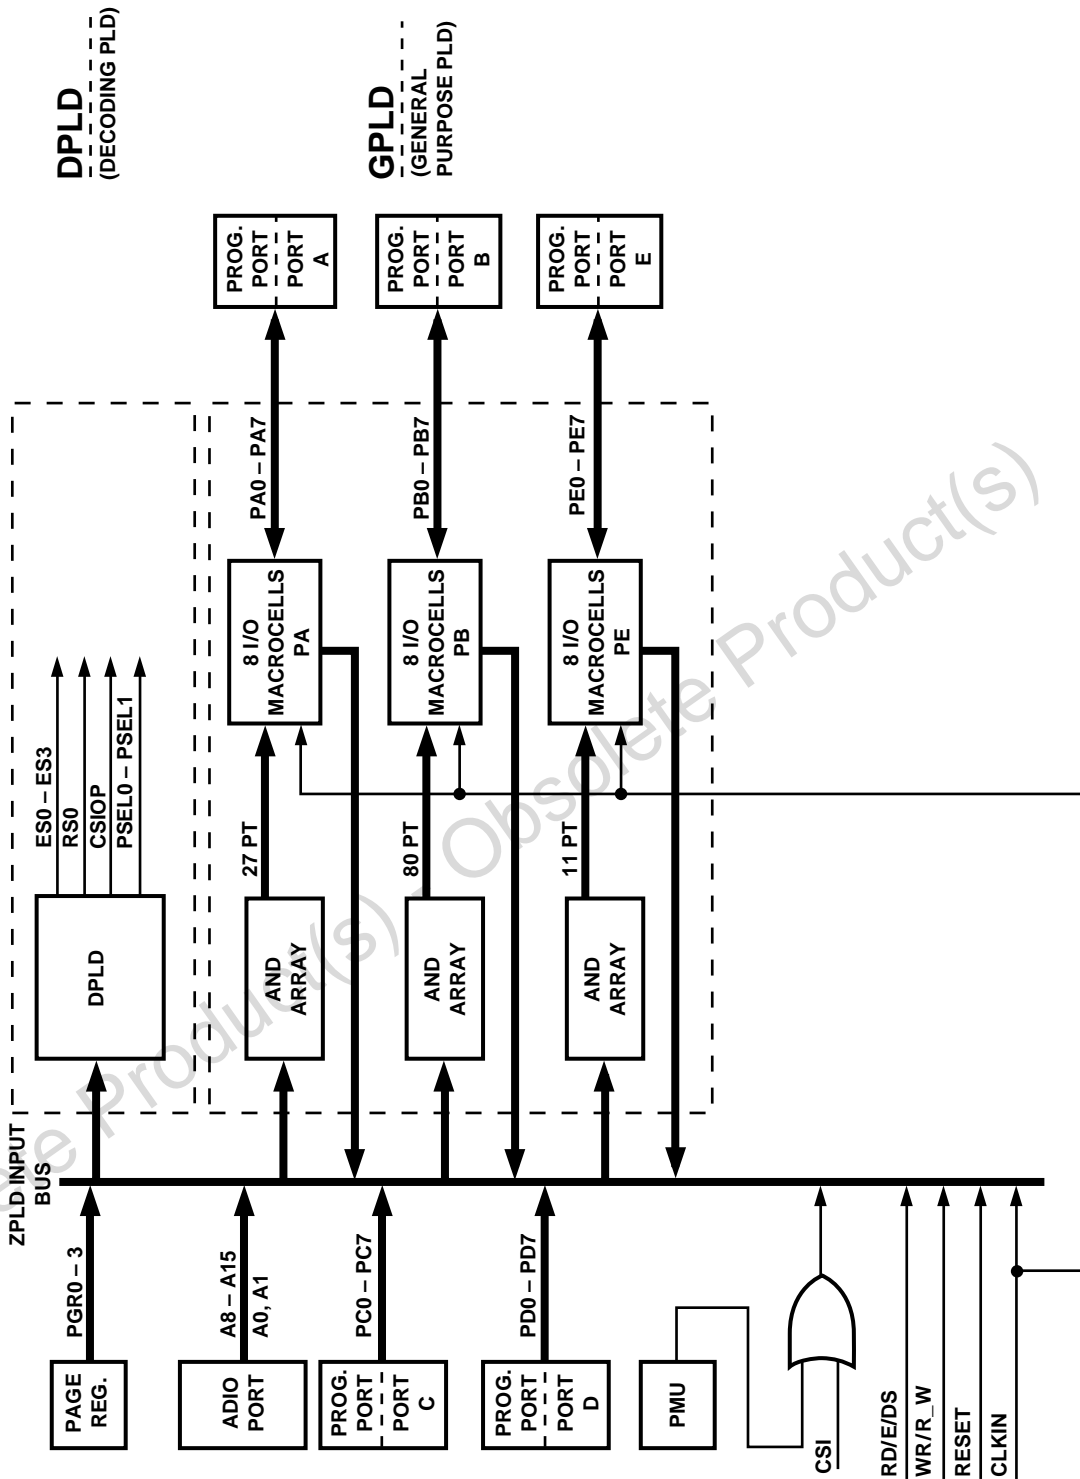 DPLD
(DECODING PLD)
GPLD
(GENERAL
PURPOSE PLD)
PROG.
PORT
PORT
A
PROG.
PORT
PORT
B
PROG.
PORT
PORT
E
PA0 – PA7
PB0 – PB7
PE0 – PE7
8 I/O
MACROCELLS
PA
8 I/O
MACROCELLS
PB
8 I/O
MACROCELLS
PE
ES0 – ES3
RS0
CSIOP
PSEL0 – PSEL1
27 PT
80 PT
11 PT
DPLD
AND
ARRAY
AND
ARRAY
AND
ARRAY
ZPLD INPUT
BUS
PGR0 – 3
A8 – A15
A0, A1
PC0 – PC7
PD0 – PD7
PAGE
REG.
ADIO
PORT
PROG.
PORT
PORT
C
PROG.
PORT
PORT
D
PMU
CSI
RD/E/DS
WR/R_W
RESET
CLKIN
Product(s) - Obsolete Product(s)